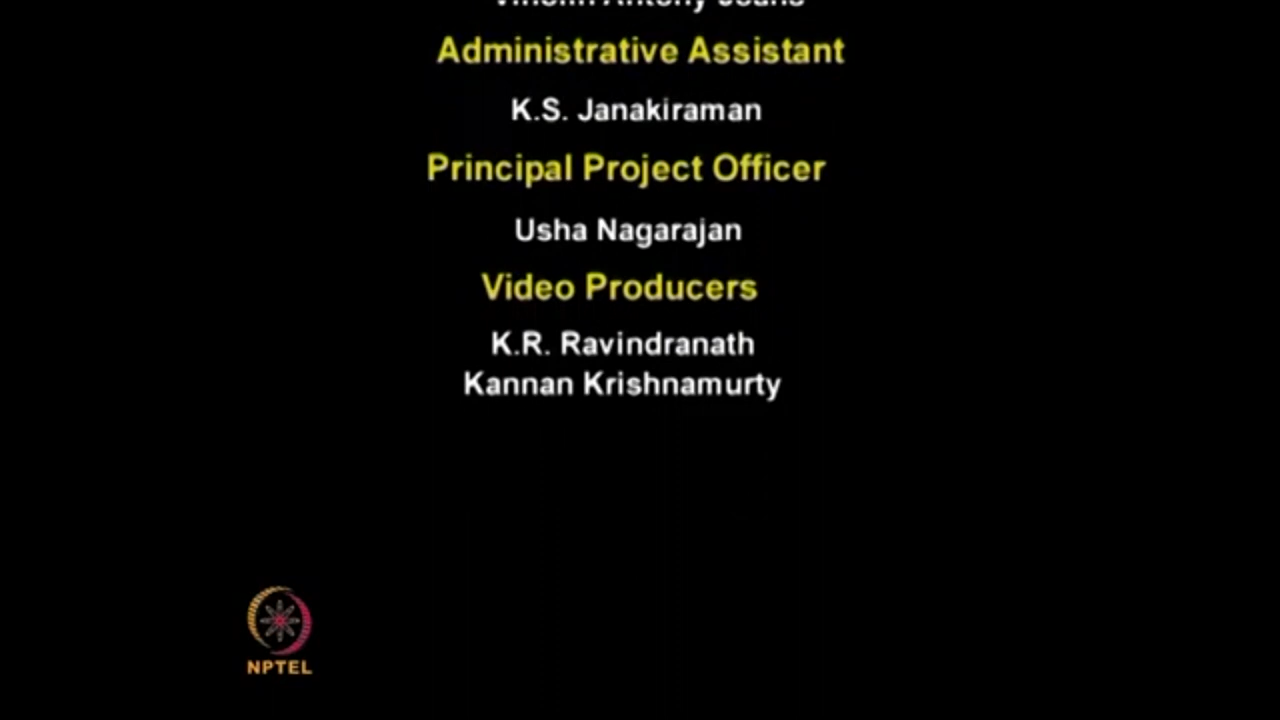 Administrative Assistant
K.S. Janakiraman
Principal Project Officer
Usha Nagarajan
Video Producers
K.R. Ravindranath
Kannan Krishnamurty
NPTEL